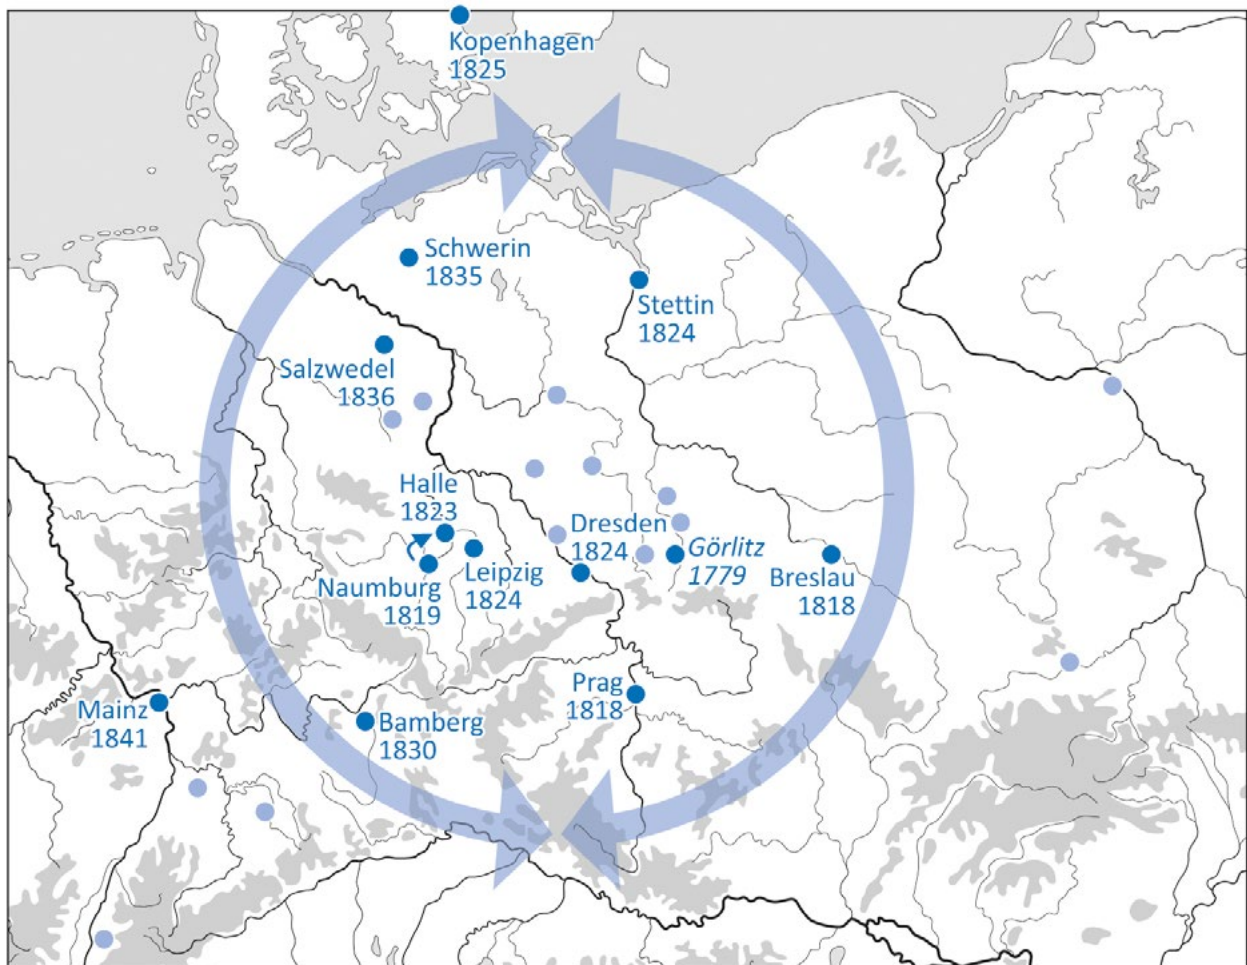 Kopenhagen
1825
Schwerin
1835
Stettin
1824
Salzwedel
1836
Halle
1823
Dresden
1824
Görlitz
1779
Naumburg
1819
Leipzig
1824
Breslau
1818
Prag
1818
Mainz
1841
Bamberg
1830